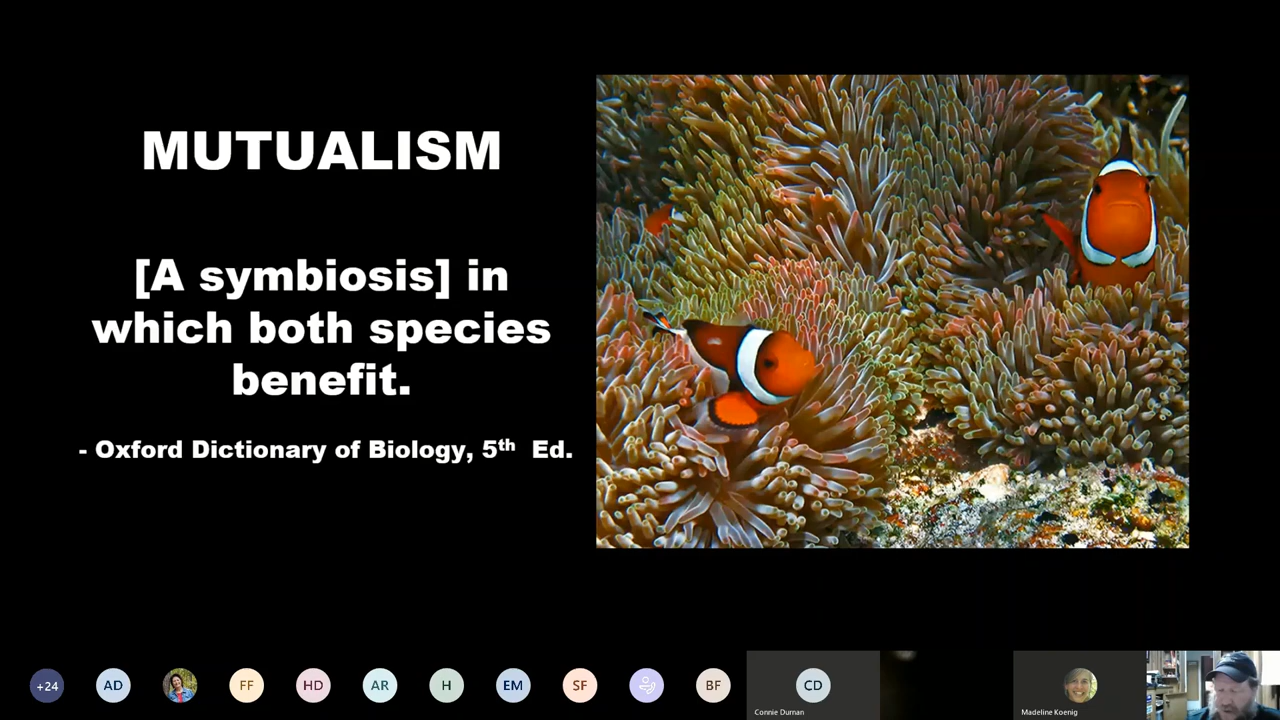 MUTUALISM
[A symbiosis] in
which both species
benefit.
- Oxford Dictionary of Biology, 5th Ed.
+24 AD FF HD AR H EM SF BF CD
Connie Durnan
Madeline Koenig